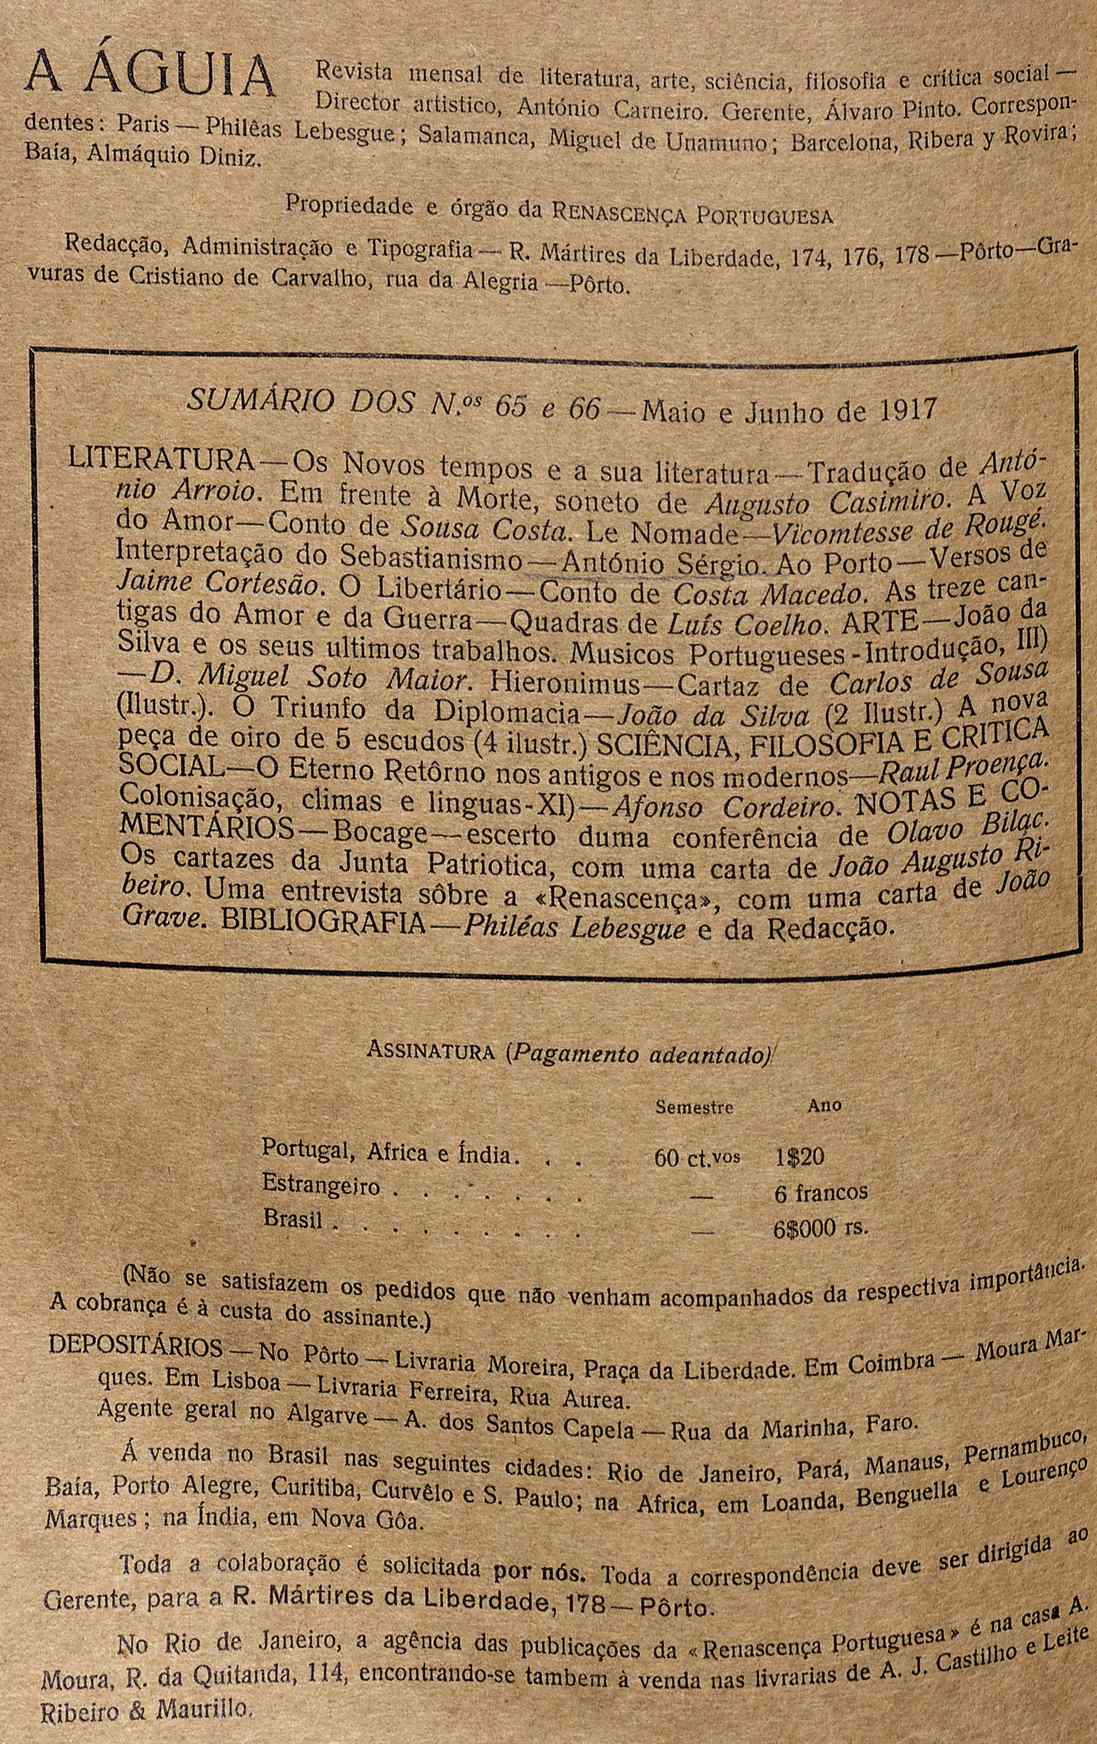 A ÁGUIA Revista mensal de literatura, arte, sciência, filosofia e crítica social —
Director artistico, António Carneiro. Gerente, Álvaro Pinto. Correspon-
dentes: Paris — Philêas Lebesgue; Salamanca, Miguel de Unamuno; Barcelona, Ribera y Rovira;
Baía, Almáquio Diniz.
Propriedade e órgão da RENASCENÇA PORTUGUESA
Redacção, Administração e Tipografia — R. Mártires da Liberdade, 174, 176, 178 — Pôrto — Gra-
vuras de Cristiano de Carvalho, rua da Alegria — Pôrto.
SUMÁRIO DOS N.os 65 e 66 — Maio e Junho de 1917
LITERATURA — Os Novos tempos e a sua literatura — Tradução de Antó-
nio Arroio. Em frente à Morte, soneto de Augusto Casimiro. A Voz
do Amor — Conto de Sousa Costa. Le Nomade — Vicomtesse de Rougé.
Interpretação do Sebastianismo — António Sérgio. Ao Porto — Versos de
Jaime Cortesão. O Libertário — Conto de Costa Macedo. As treze can-
tigas do Amor e da Guerra — Quadras de Luís Coelho. ARTE — João da
Silva e os seus ultimos trabalhos. Musicos Portugueses - Introdução, III)
— D. Miguel Soto Maior. Hieronimus — Cartaz de Carlos de Sousa
(Ilustr.). O Triunfo da Diplomacia — João da Silva (2 Ilustr.) A nova
peça de oiro de 5 escudos (4 ilustr.) SCIÊNCIA, FILOSOFIA E CRITICA
SOCIAL — O Eterno Retôrno nos antigos e nos modernos — Raul Proença.
Colonisação, climas e linguas - XI) — Afonso Cordeiro. NOTAS E CO-
MENTÁRIOS — Bocage — escerto duma conferência de Olavo Bilac.
Os cartazes da Junta Patriotica, com uma carta de João Augusto Ri-
beiro. Uma entrevista sôbre a «Renascença», com uma carta de João
Grave. BIBLIOGRAFIA — Philéas Lebesgue e da Redacção.
ASSINATURA (Pagamento adeantado)
Semestre Ano
Portugal, Africa e Índia. . . 60 ct.vos 1$20
Estrangeiro . . . . . . . — 6 francos
Brasil . . . . . . . . . — 6$000 rs.
(Não se satisfazem os pedidos que não venham acompanhados da respectiva importância.
A cobrança é à custa do assinante.)
DEPOSITÁRIOS — No Pôrto — Livraria Moreira, Praça da Liberdade. Em Coimbra — Moura Mar-
ques. Em Lisboa — Livraria Ferreira, Rua Aurea.
Agente geral no Algarve — A. dos Santos Capela — Rua da Marinha, Faro.
Á venda no Brasil nas seguintes cidades: Rio de Janeiro, Pará, Manaus, Pernambuco,
Baía, Porto Alegre, Curitiba, Curvêlo e S. Paulo; na Africa, em Loanda, Benguella e Lourenço
Marques; na Índia, em Nova Gôa.
Toda a colaboração é solicitada por nós. Toda a correspondência deve ser dirigida ao
Gerente, para a R. Mártires da Liberdade, 178 — Pôrto.
No Rio de Janeiro, a agência das publicações da «Renascença Portuguesa» é na casa A.
Moura, R. da Quitanda, 114, encontrando-se tambem à venda nas livrarias de A. J. Castilho e Leite
Ribeiro & Maurillo.